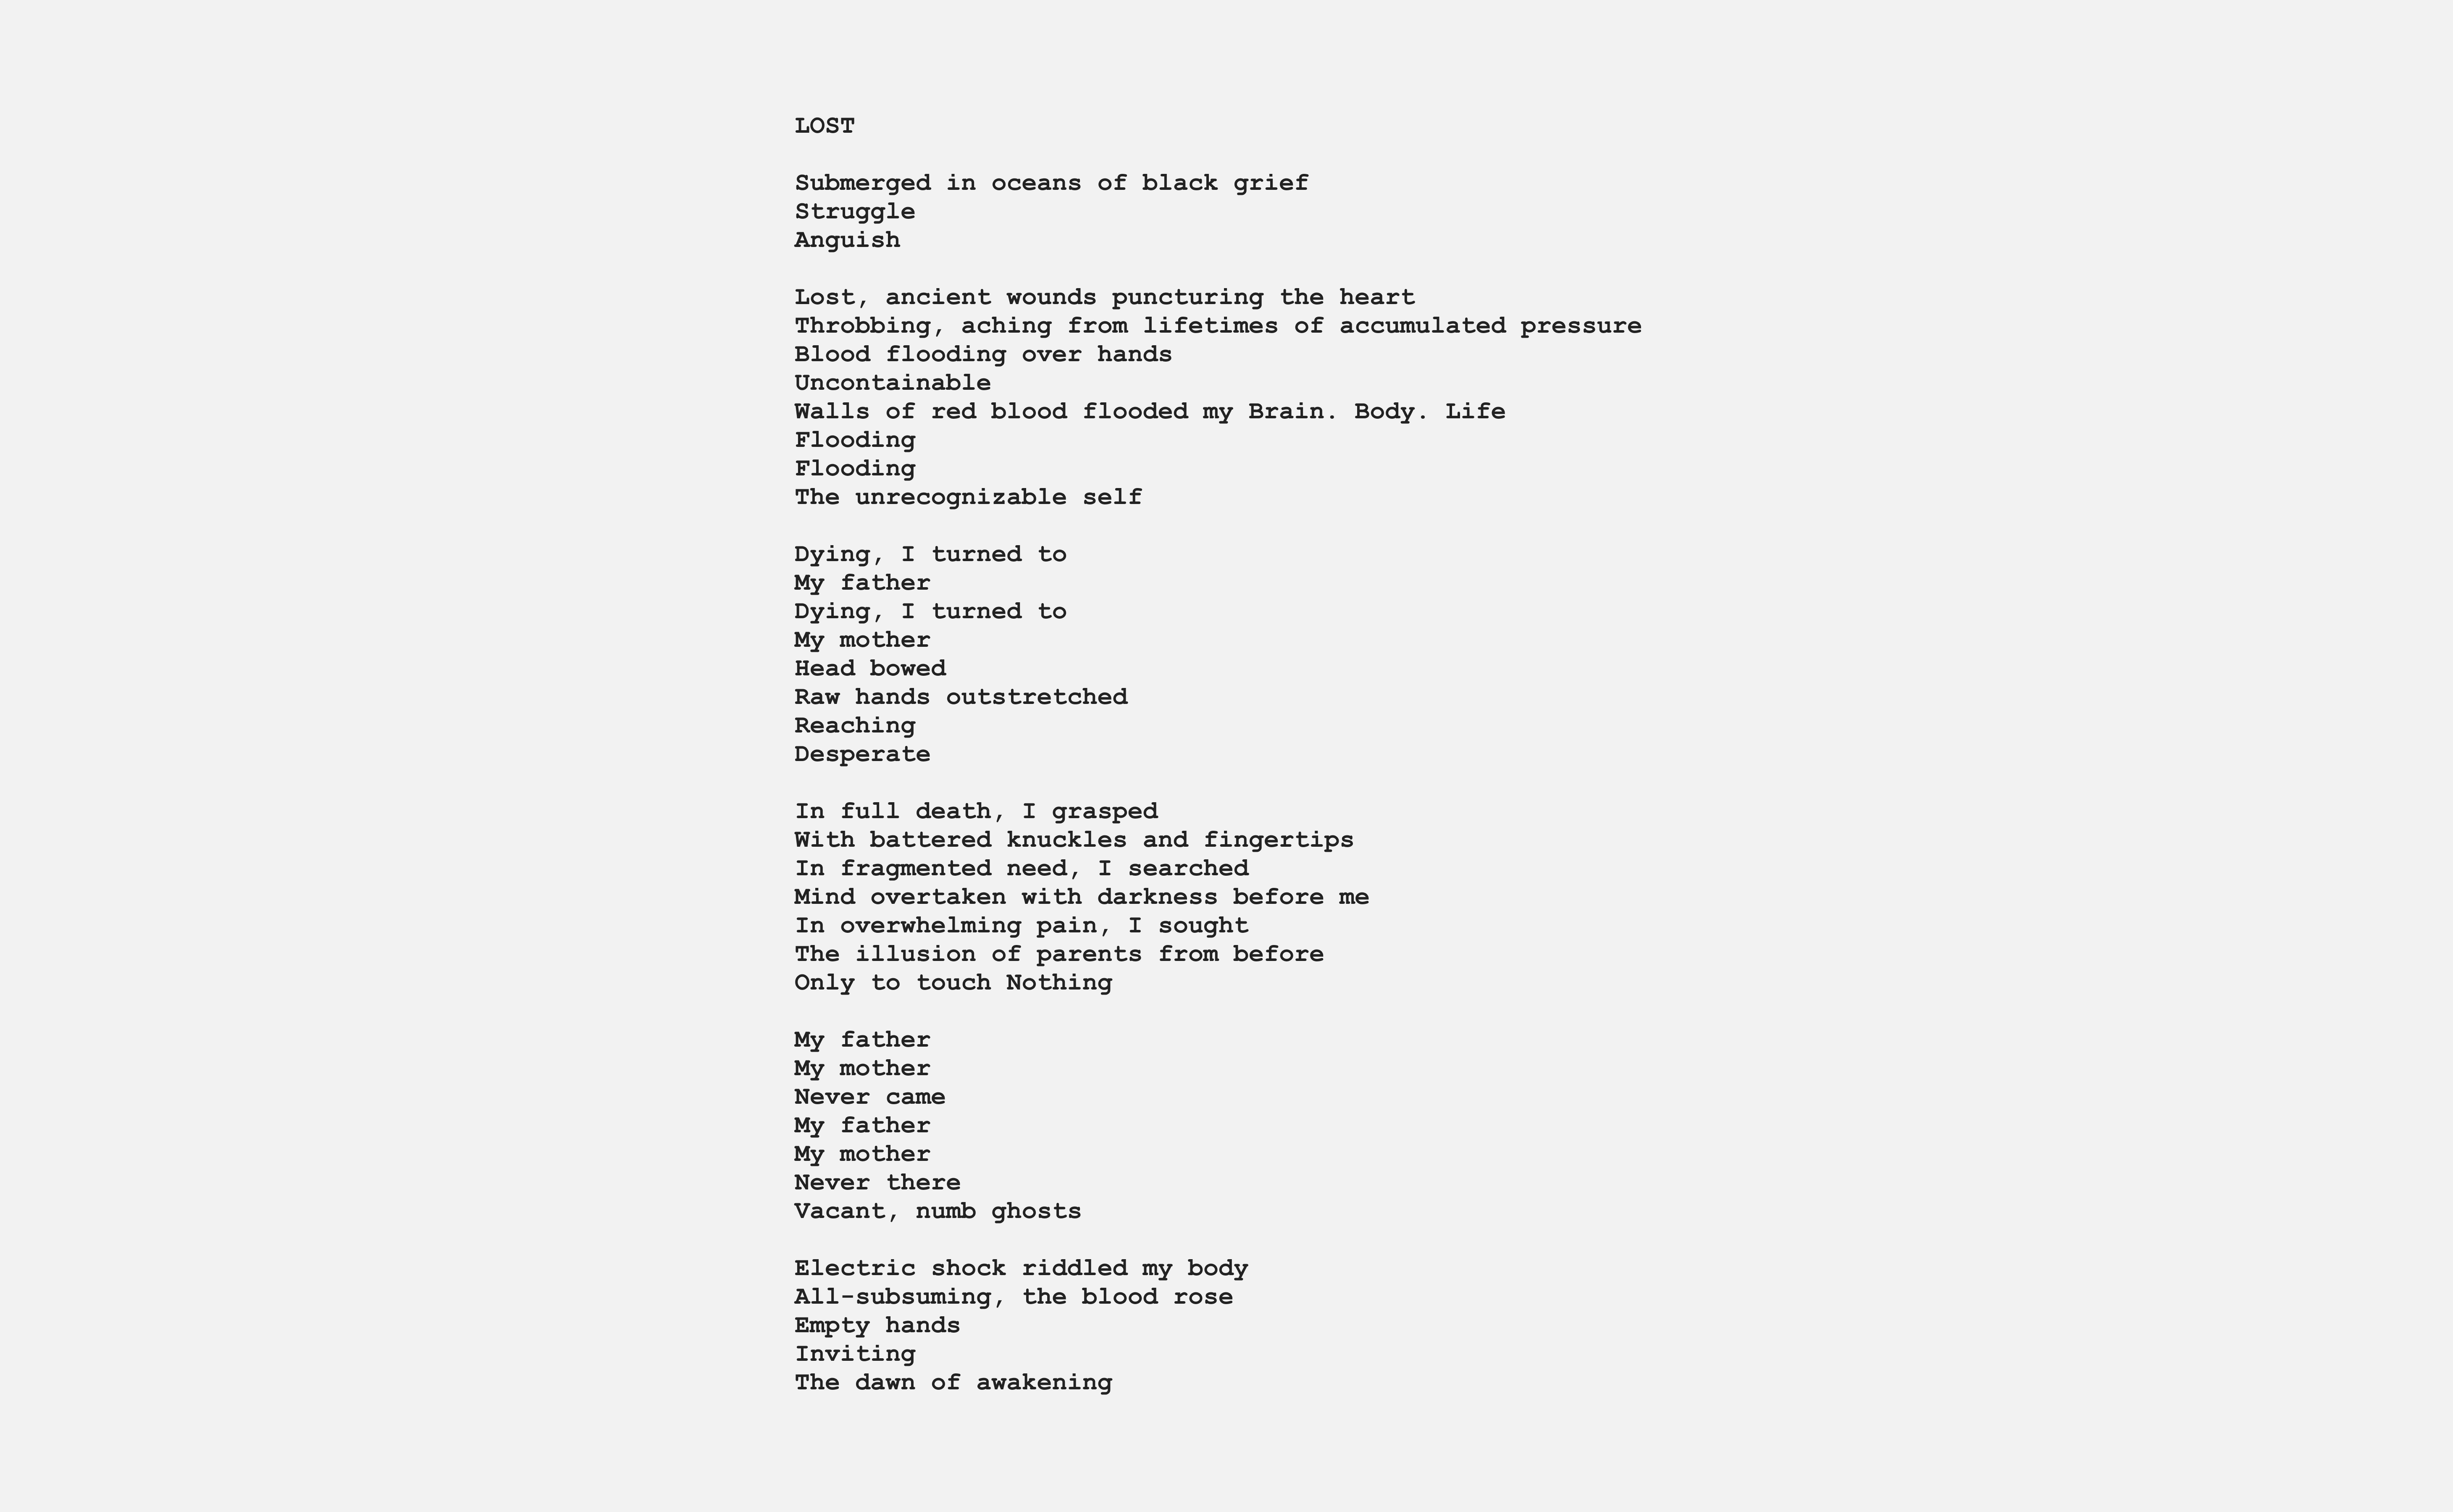 LOST
Submerged in oceans of black grief
Struggle
Anguish
Lost, ancient wounds puncturing the heart
Throbbing, aching from lifetimes of accumulated pressure
Blood flooding over hands
Uncontainable
Walls of red blood flooded my Brain. Body. Life
Flooding
Flooding
The unrecognizable self
Dying, I turned to
My father
Dying, I turned to
My mother
Head bowed
Raw hands outstretched
Reaching
Desperate
In full death, I grasped
With battered knuckles and fingertips
In fragmented need, I searched
Mind overtaken with darkness before me
In overwhelming pain, I sought
The illusion of parents from before
Only to touch Nothing
My father
My mother
Never came
My father
My mother
Never there
Vacant, numb ghosts
Electric shock riddled my body
All-subsuming, the blood rose
Empty hands
Inviting
The dawn of awakening